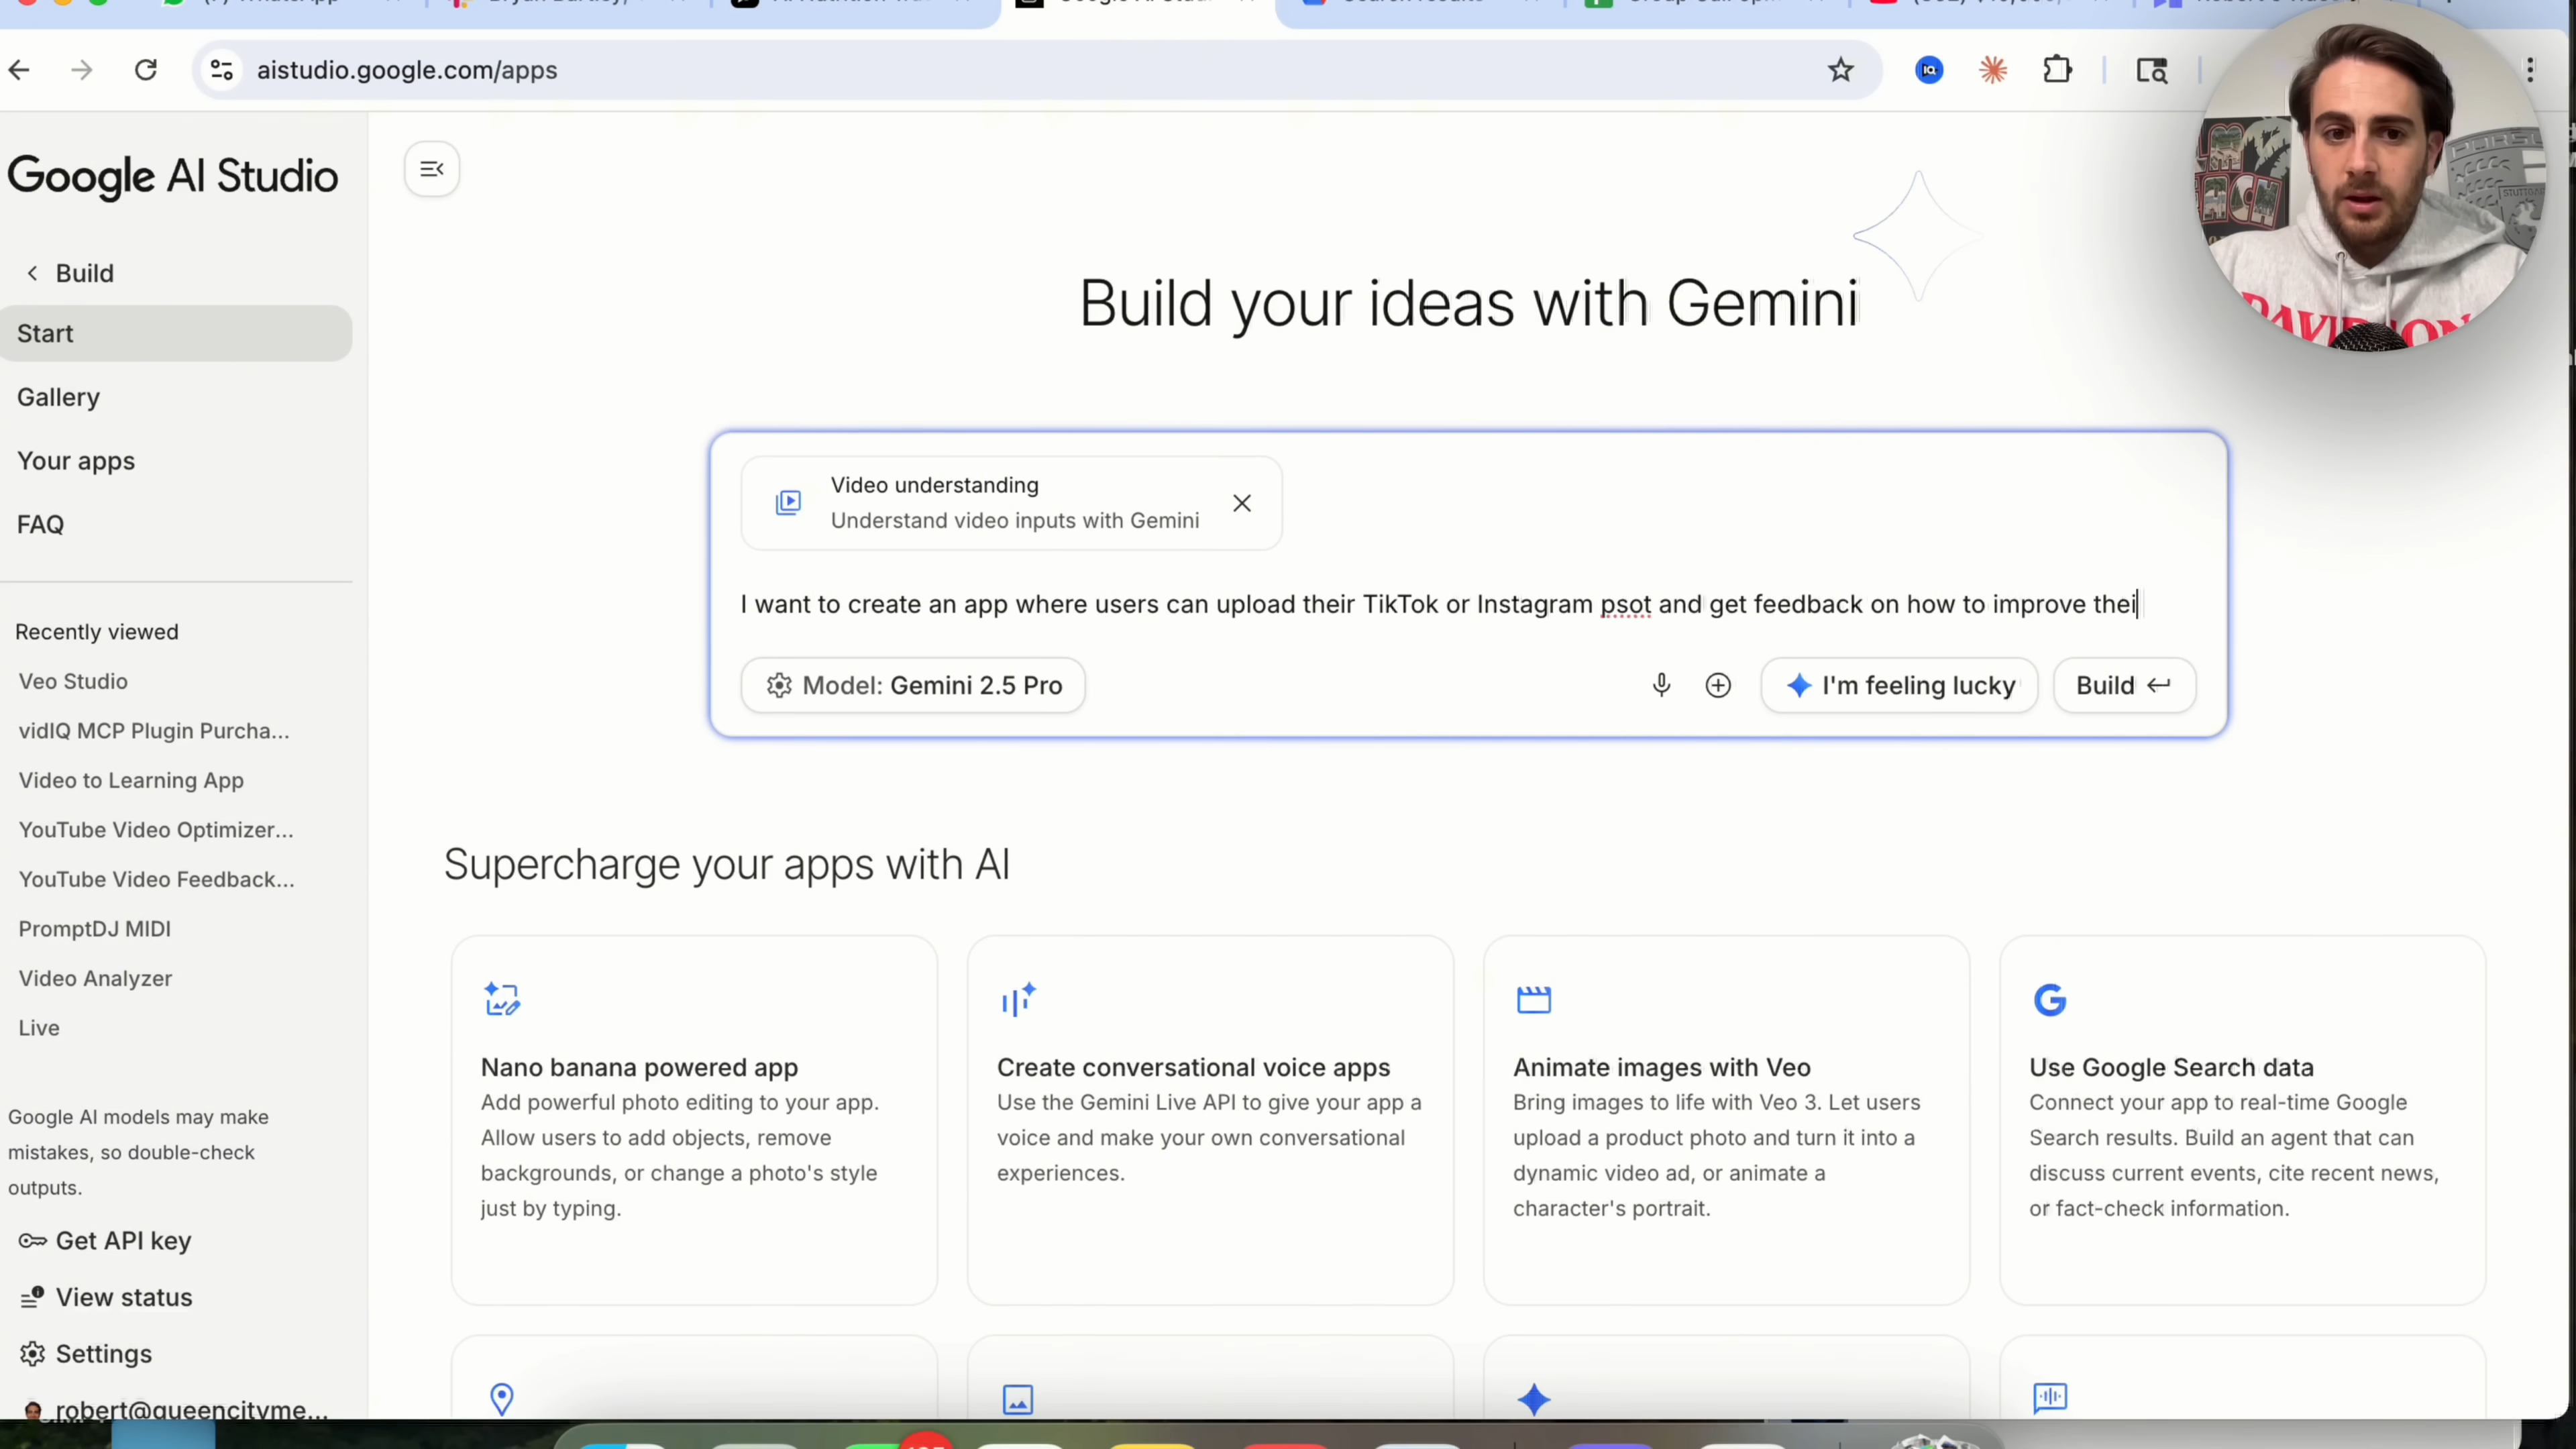 aistudio.google.com/apps
Google AI Studio
Build
Start
Gallery
Your apps
FAQ
Recently viewed
Veo Studio
vidIQ MCP Plugin Purcha...
Video to Learning App
YouTube Video Optimizer...
YouTube Video Feedback...
PromptDJ MIDI
Video Analyzer
Live
Google AI models may make
mistakes, so double-check
outputs.
Get API key
View status
Settings
robert@queencityme...
Build your ideas with Gemini
Video understanding
Understand video inputs with Gemini
I want to create an app where users can upload their TikTok or Instagram psot and get feedback on how to improve thei
Model: Gemini 2.5 Pro
I'm feeling lucky
Build
Supercharge your apps with AI
Nano banana powered app
Add powerful photo editing to your app.
Allow users to add objects, remove
backgrounds, or change a photo's style
just by typing.
Create conversational voice apps
Use the Gemini Live API to give your app a
voice and make your own conversational
experiences.
Animate images with Veo
Bring images to life with Veo 3. Let users
upload a product photo and turn it into a
dynamic video ad, or animate a
character's portrait.
Use Google Search data
Connect your app to real-time Google
Search results. Build an agent that can
discuss current events, cite recent news,
or fact-check information.